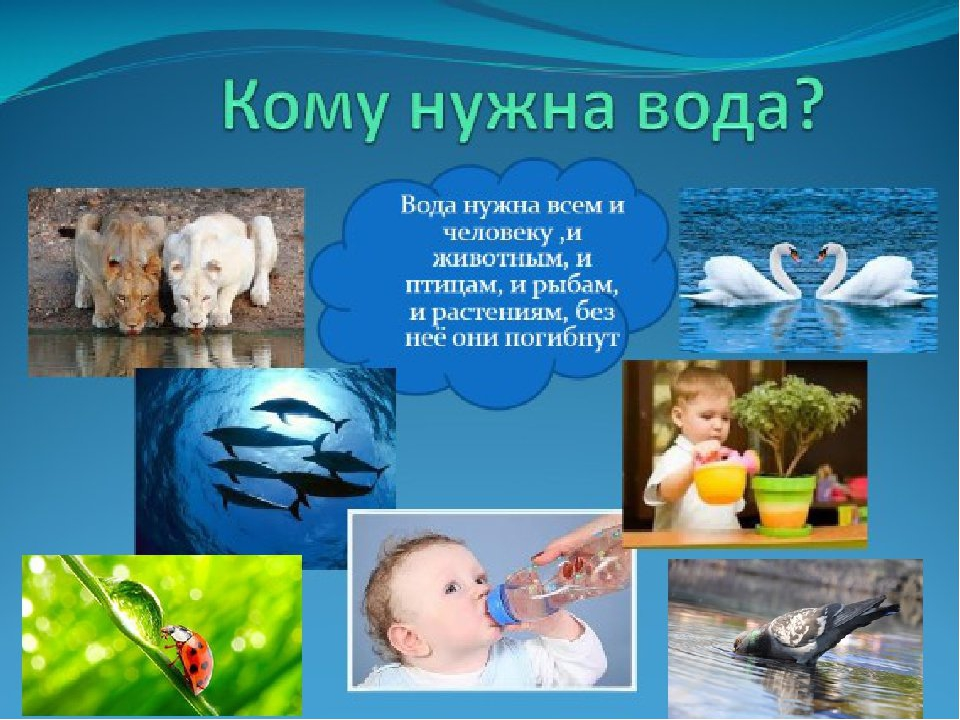 Кому нужна вода?
Вода нужна всем и
человеку ,и
животным, и
птицам, и рыбам,
и растениям, без
неё они погибнут